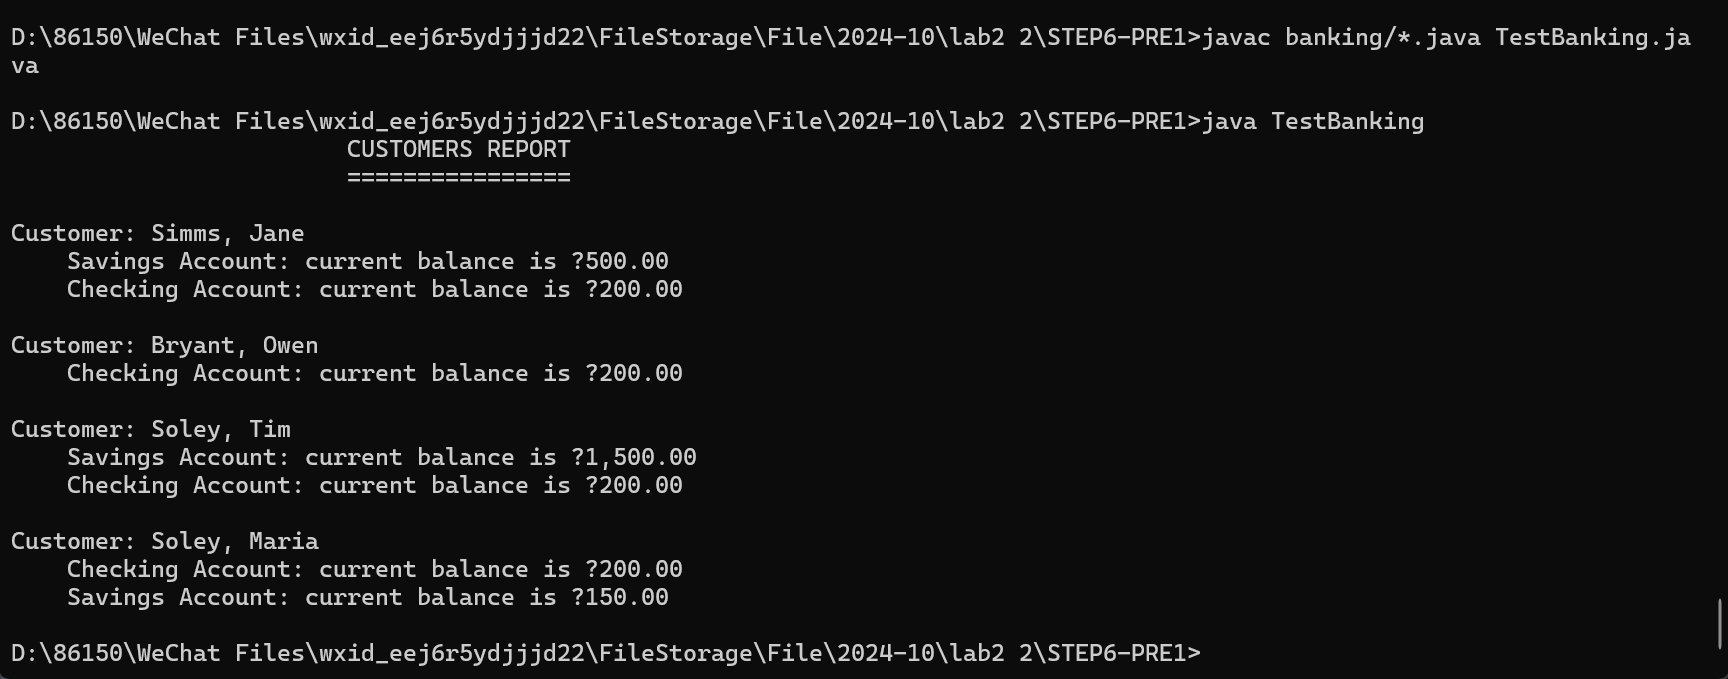 D:\86150\WeChat Files\wxid_eej6r5ydjjjd22\FileStorage\File\2024-10\lab2 2\STEP6-PRE1>javac banking/*.java TestBanking.ja
va
D:\86150\WeChat Files\wxid_eej6r5ydjjjd22\FileStorage\File\2024-10\lab2 2\STEP6-PRE1>java TestBanking
CUSTOMERS REPORT
================
Customer: Simms, Jane
Savings Account: current balance is ?500.00
Checking Account: current balance is ?200.00
Customer: Bryant, Owen
Checking Account: current balance is ?200.00
Customer: Soley, Tim
Savings Account: current balance is ?1,500.00
Checking Account: current balance is ?200.00
Customer: Soley, Maria
Checking Account: current balance is ?200.00
Savings Account: current balance is ?150.00
D:\86150\WeChat Files\wxid_eej6r5ydjjjd22\FileStorage\File\2024-10\lab2 2\STEP6-PRE1>